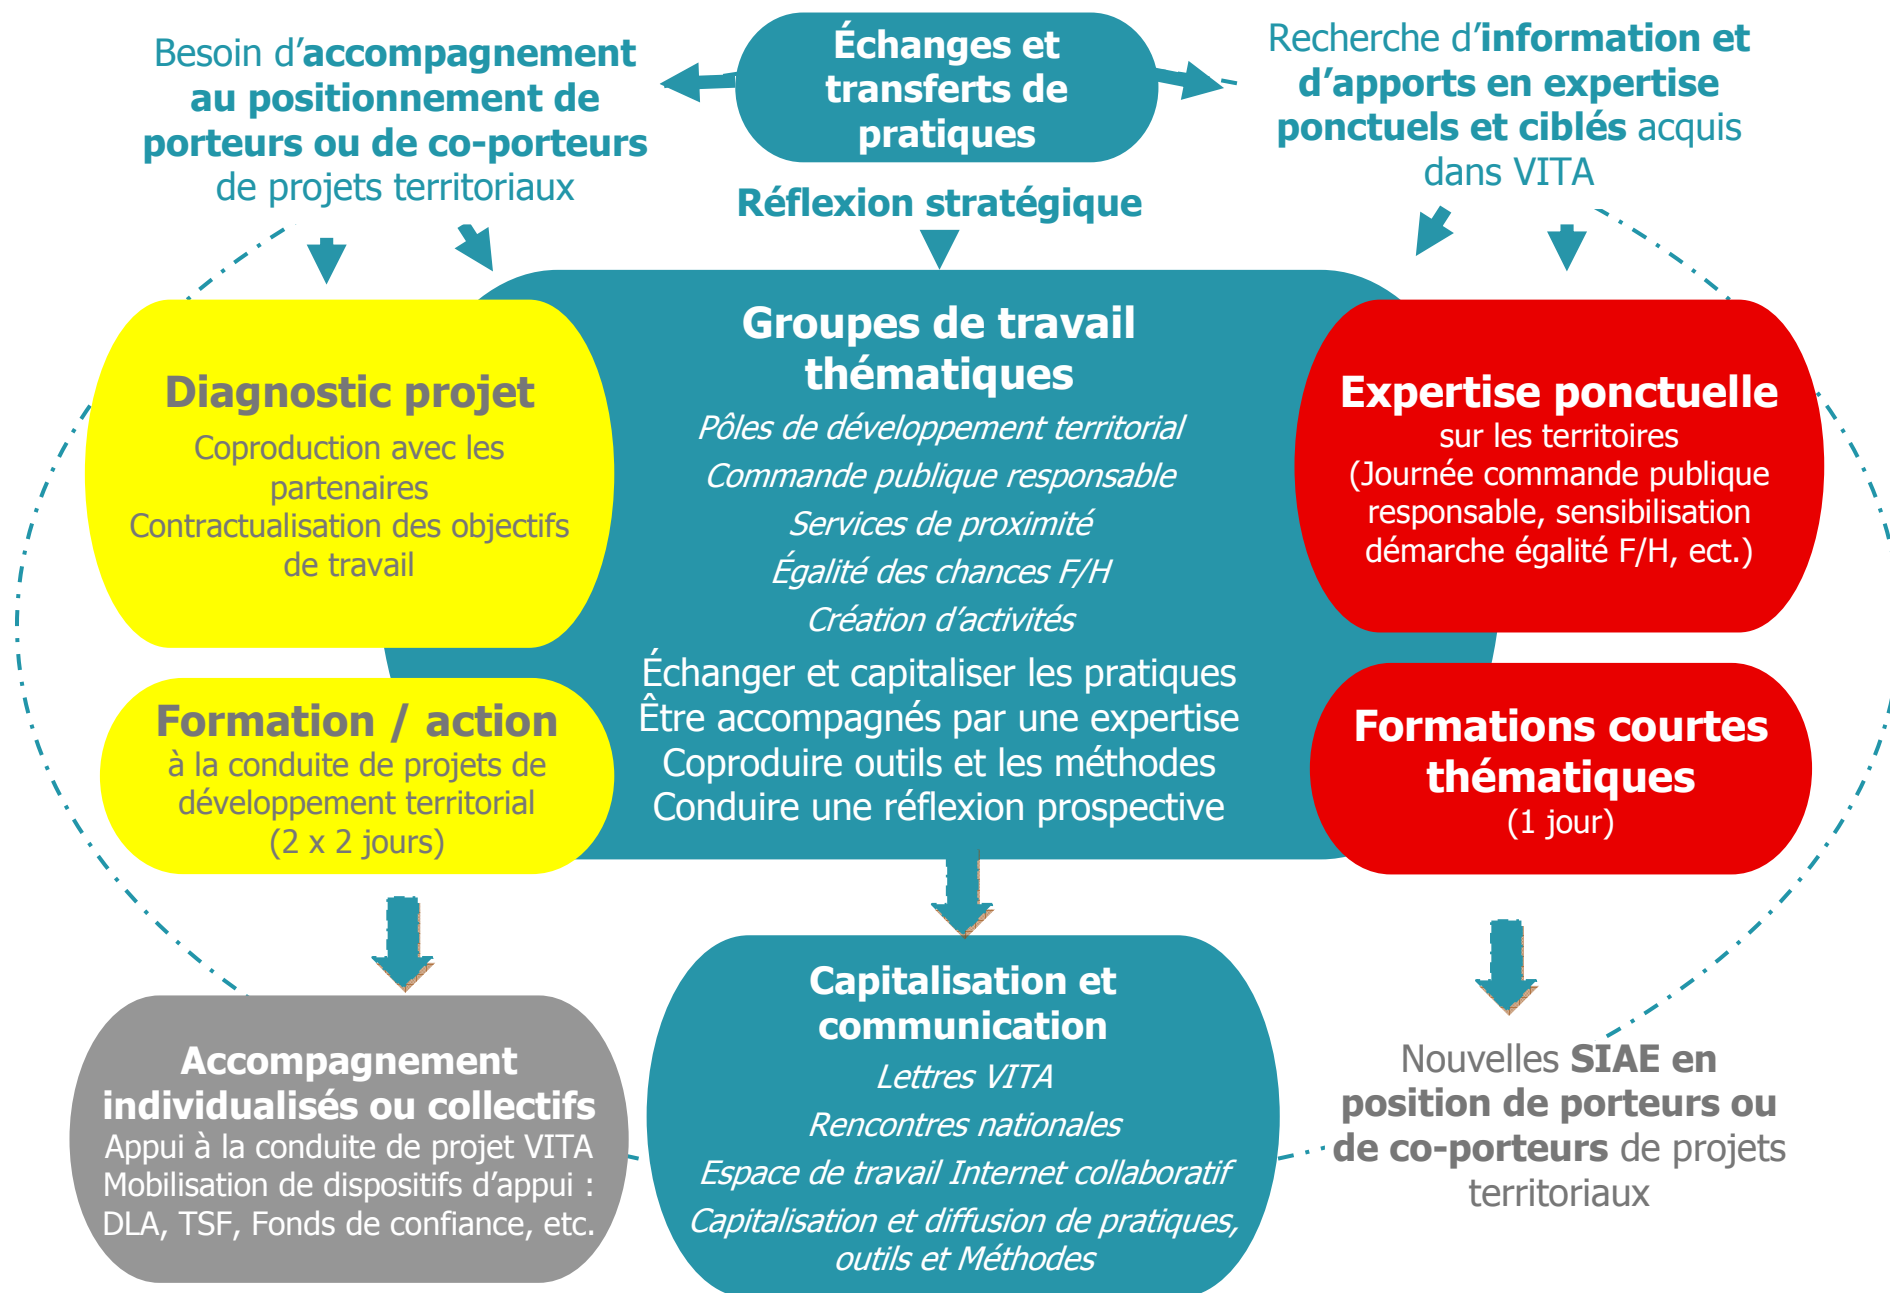 Échanges et
transferts de
pratiques
Besoin d’accompagnement
au positionnement de
porteurs ou de co-porteurs
de projets territoriaux
Recherche d’information et
d’apports en expertise
ponctuels et ciblés acquis
dans VITA
Réflexion stratégique
Diagnostic projet
Coproduction avec les
partenaires
Contractualisation des objectifs
de travail
Formation / action
à la conduite de projets de
développement territorial
(2 x 2 jours)
Groupes de travail
thématiques
Pôles de développement territorial
Commande publique responsable
Services de proximité
Égalité des chances F/H
Création d’activités
Échanger et capitaliser les pratiques
Être accompagnés par une expertise
Coproduire outils et les méthodes
Conduire une réflexion prospective
Expertise ponctuelle
sur les territoires
(Journée commande publique
responsable, sensibilisation
démarche égalité F/H, ect.)
Formations courtes
thématiques
(1 jour)
Accompagnement
individualisés ou collectifs
Appui à la conduite de projet VITA
Mobilisation de dispositifs d’appui :
DLA, TSF, Fonds de confiance, etc.
Capitalisation et
communication
Lettres VITA
Rencontres nationales
Espace de travail Internet collaboratif
Capitalisation et diffusion de pratiques,
outils et Méthodes
Nouvelles SIAE en
position de porteurs ou
de co-porteurs de projets
territoriaux